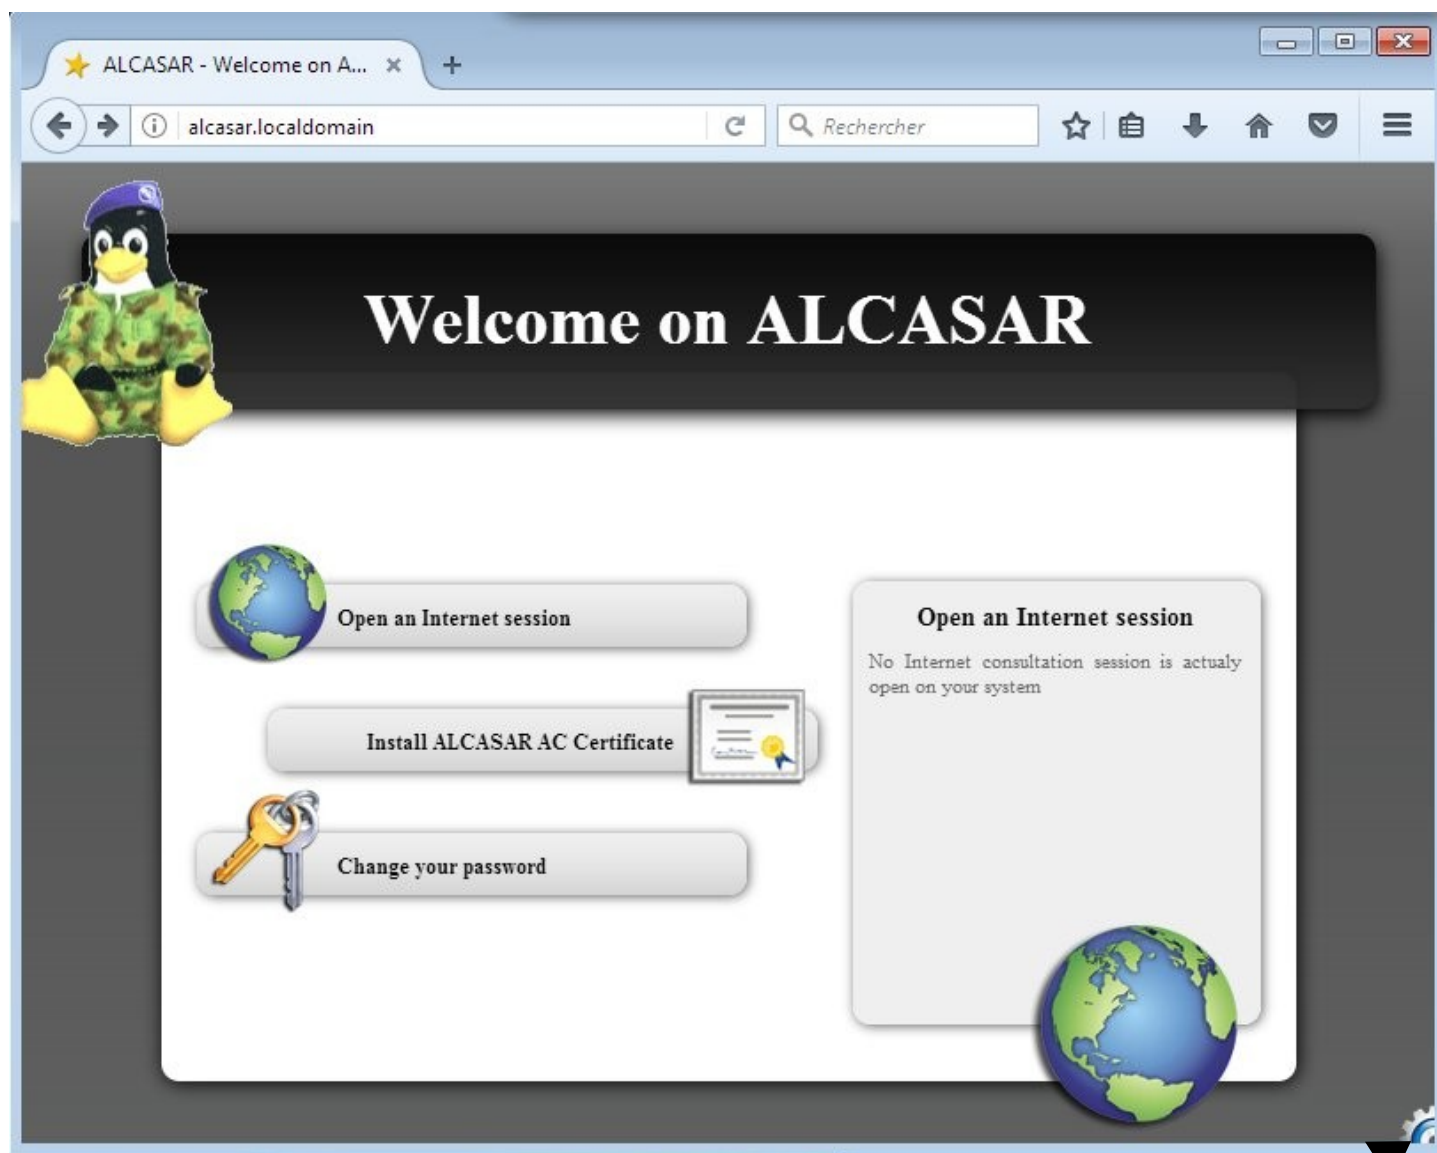 ALCASAR - Welcome on A...
alcasar.localdomain
Rechercher
Welcome on ALCASAR
Open an Internet session
Install ALCASAR AC Certificate
Change your password
Open an Internet session
No Internet consultation session is actualy
open on your system